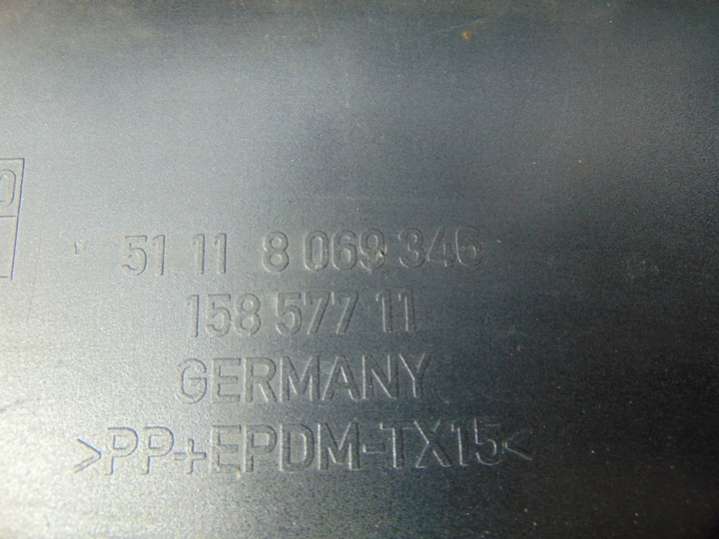 51 11 8 069 346
158 577 11
GERMANY
>PP+EPDM-TX15<